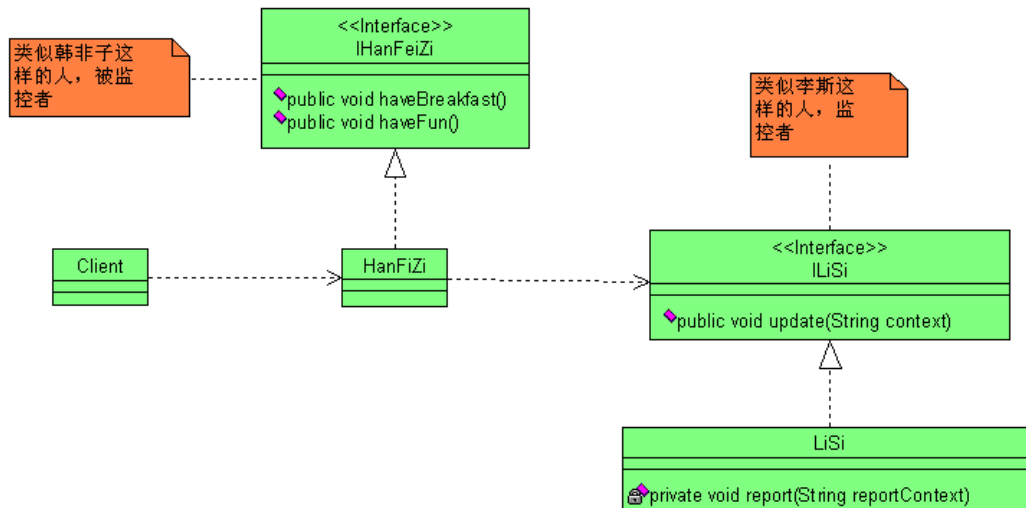 <<Interface>>
IHanFeiZi
public void haveBreakfast()
public void haveFun()
类似韩非子这
样的人，被监
控者
类似李斯这
样的人，监
控者
Client
HanFiZi
<<Interface>>
ILiSi
public void update(String context)
LiSi
private void report(String reportContext)